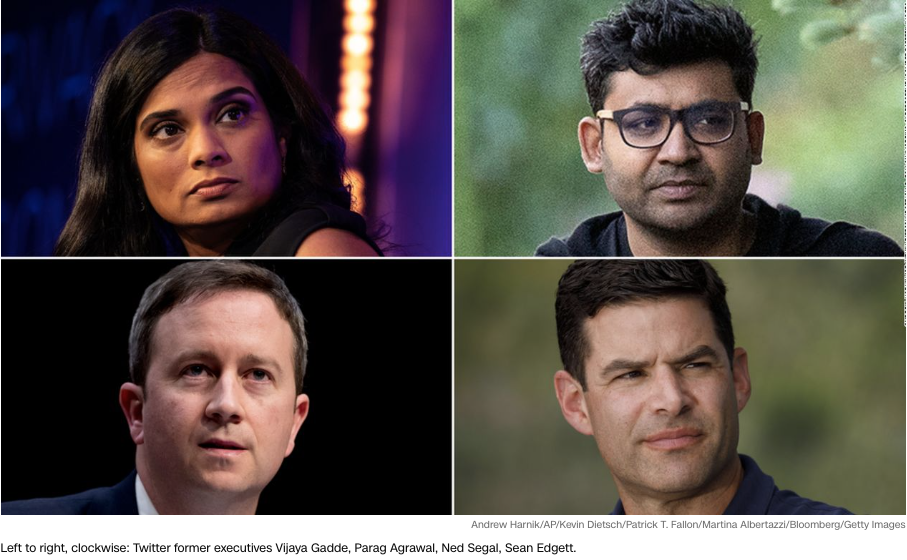 Andrew Harnik/AP/Kevin Dietsch/Patrick T. Fallon/Martina Albertazzi/Bloomberg/Getty Images
Left to right, clockwise: Twitter former executives Vijaya Gadde, Parag Agrawal, Ned Segal, Sean Edgett.